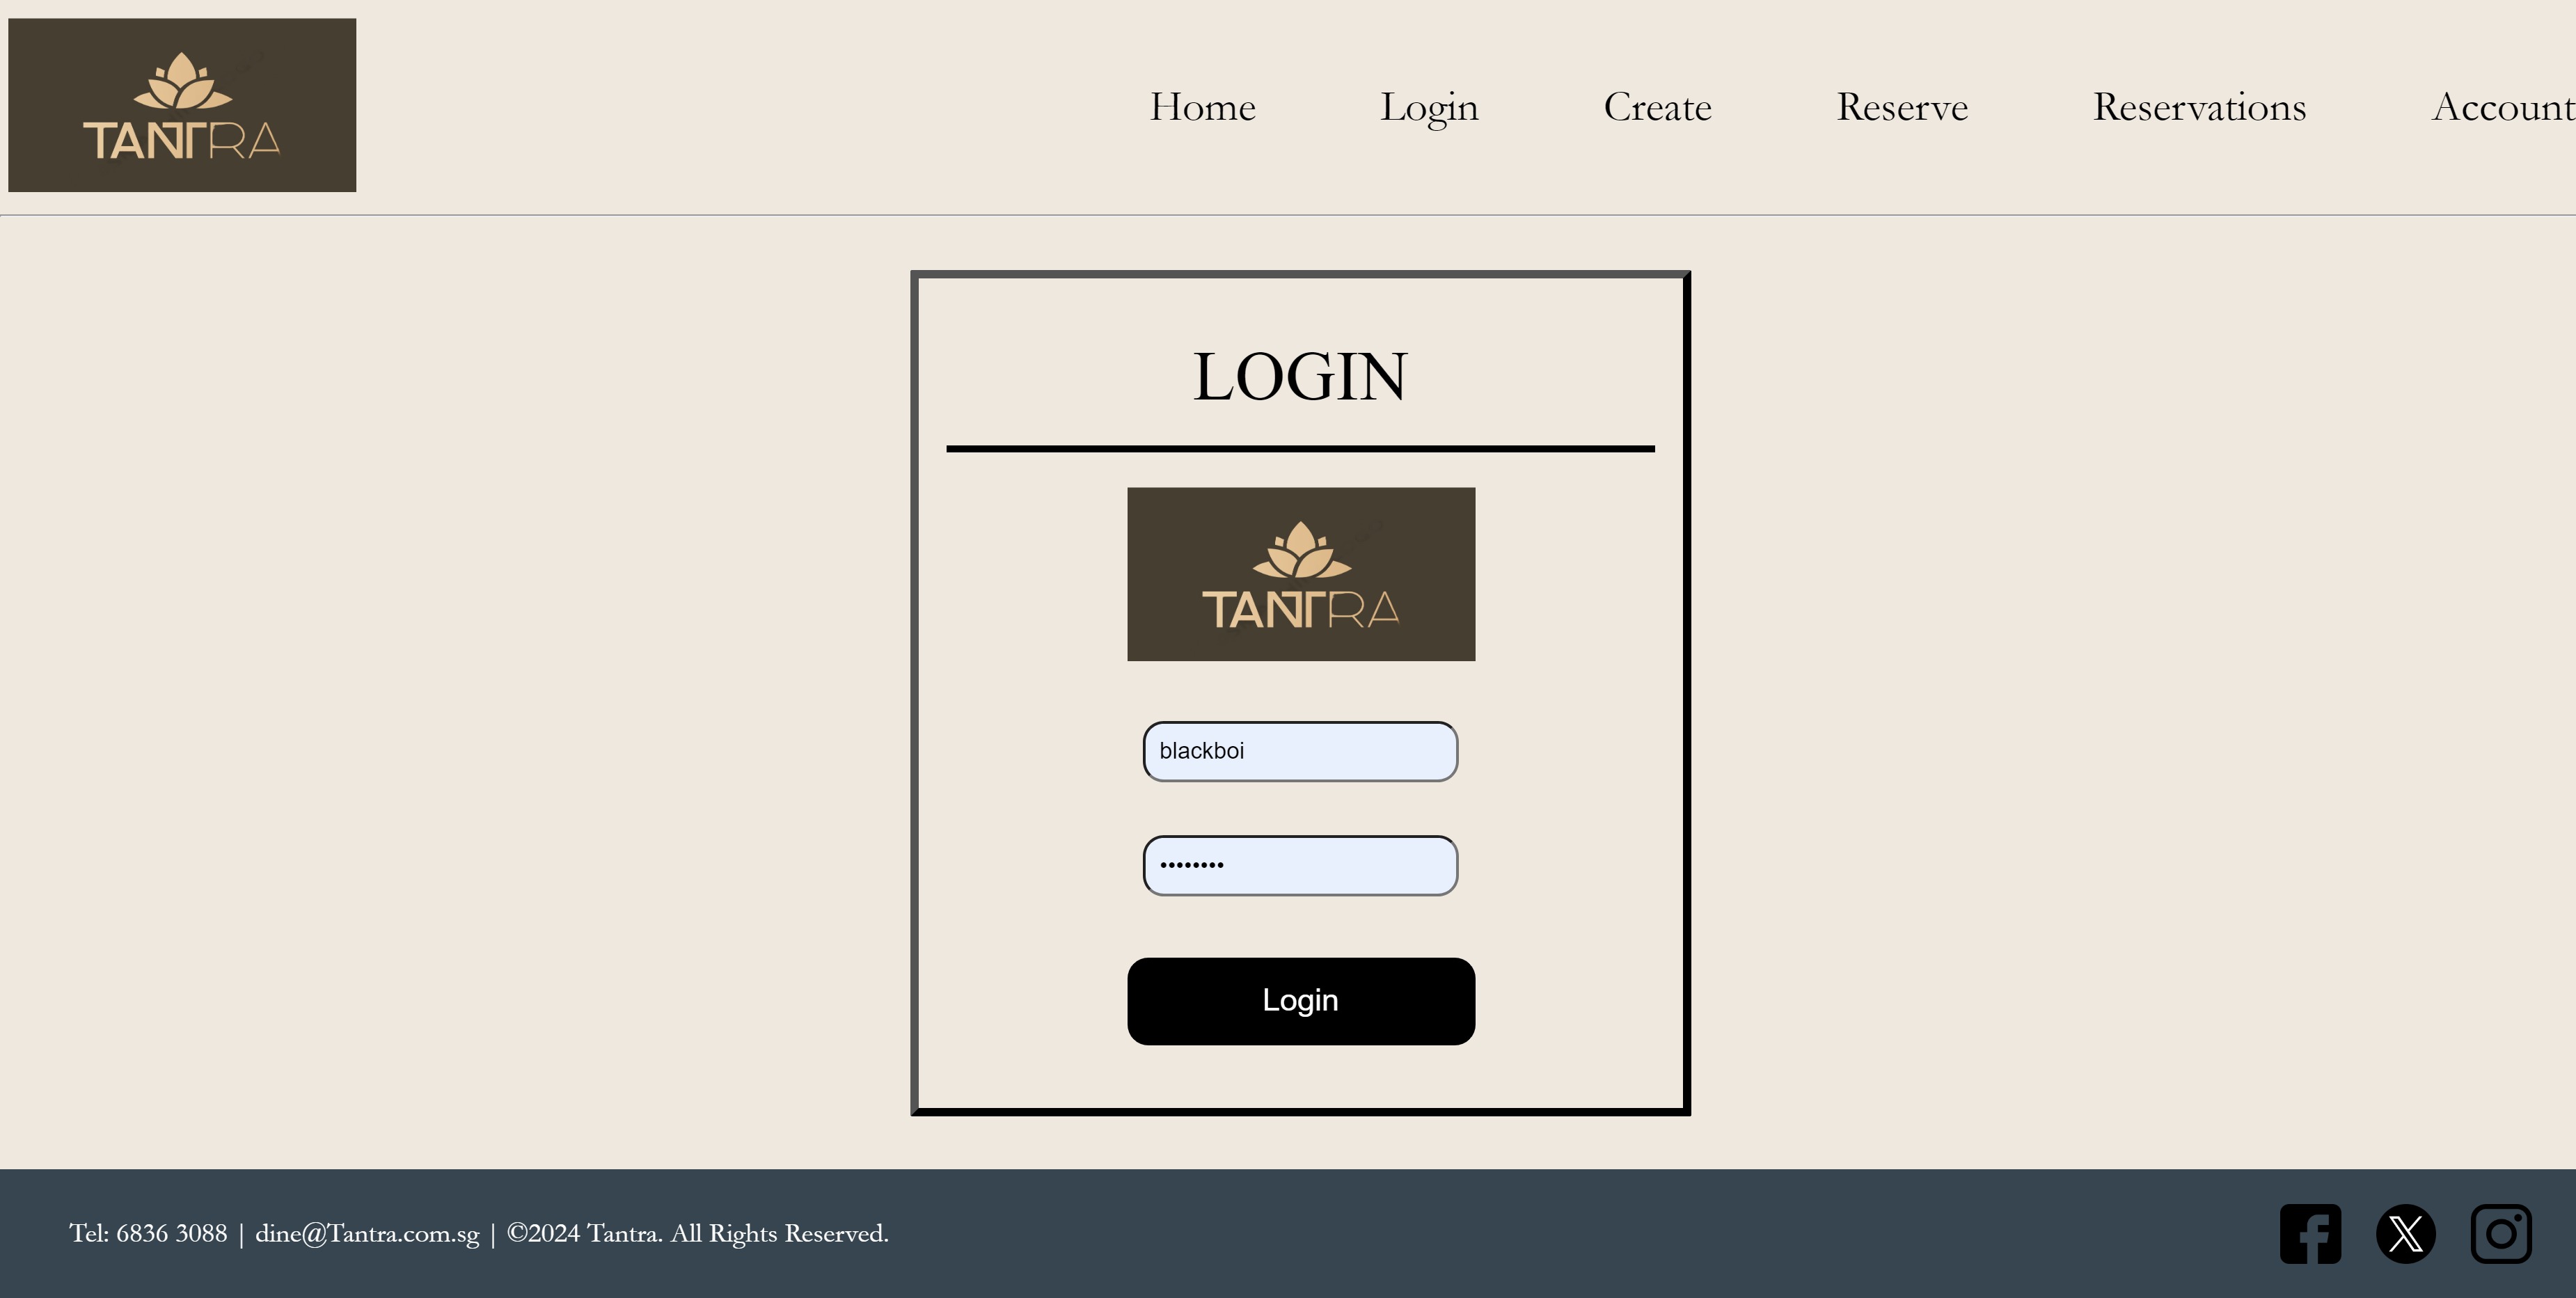 TANTRA
Home Login Create Reserve Reservations Account
LOGIN
TANTRA
blackboi
••••••••
Login
Tel: 6836 3088 | dine@Tantra.com.sg | ©2024 Tantra. All Rights Reserved.